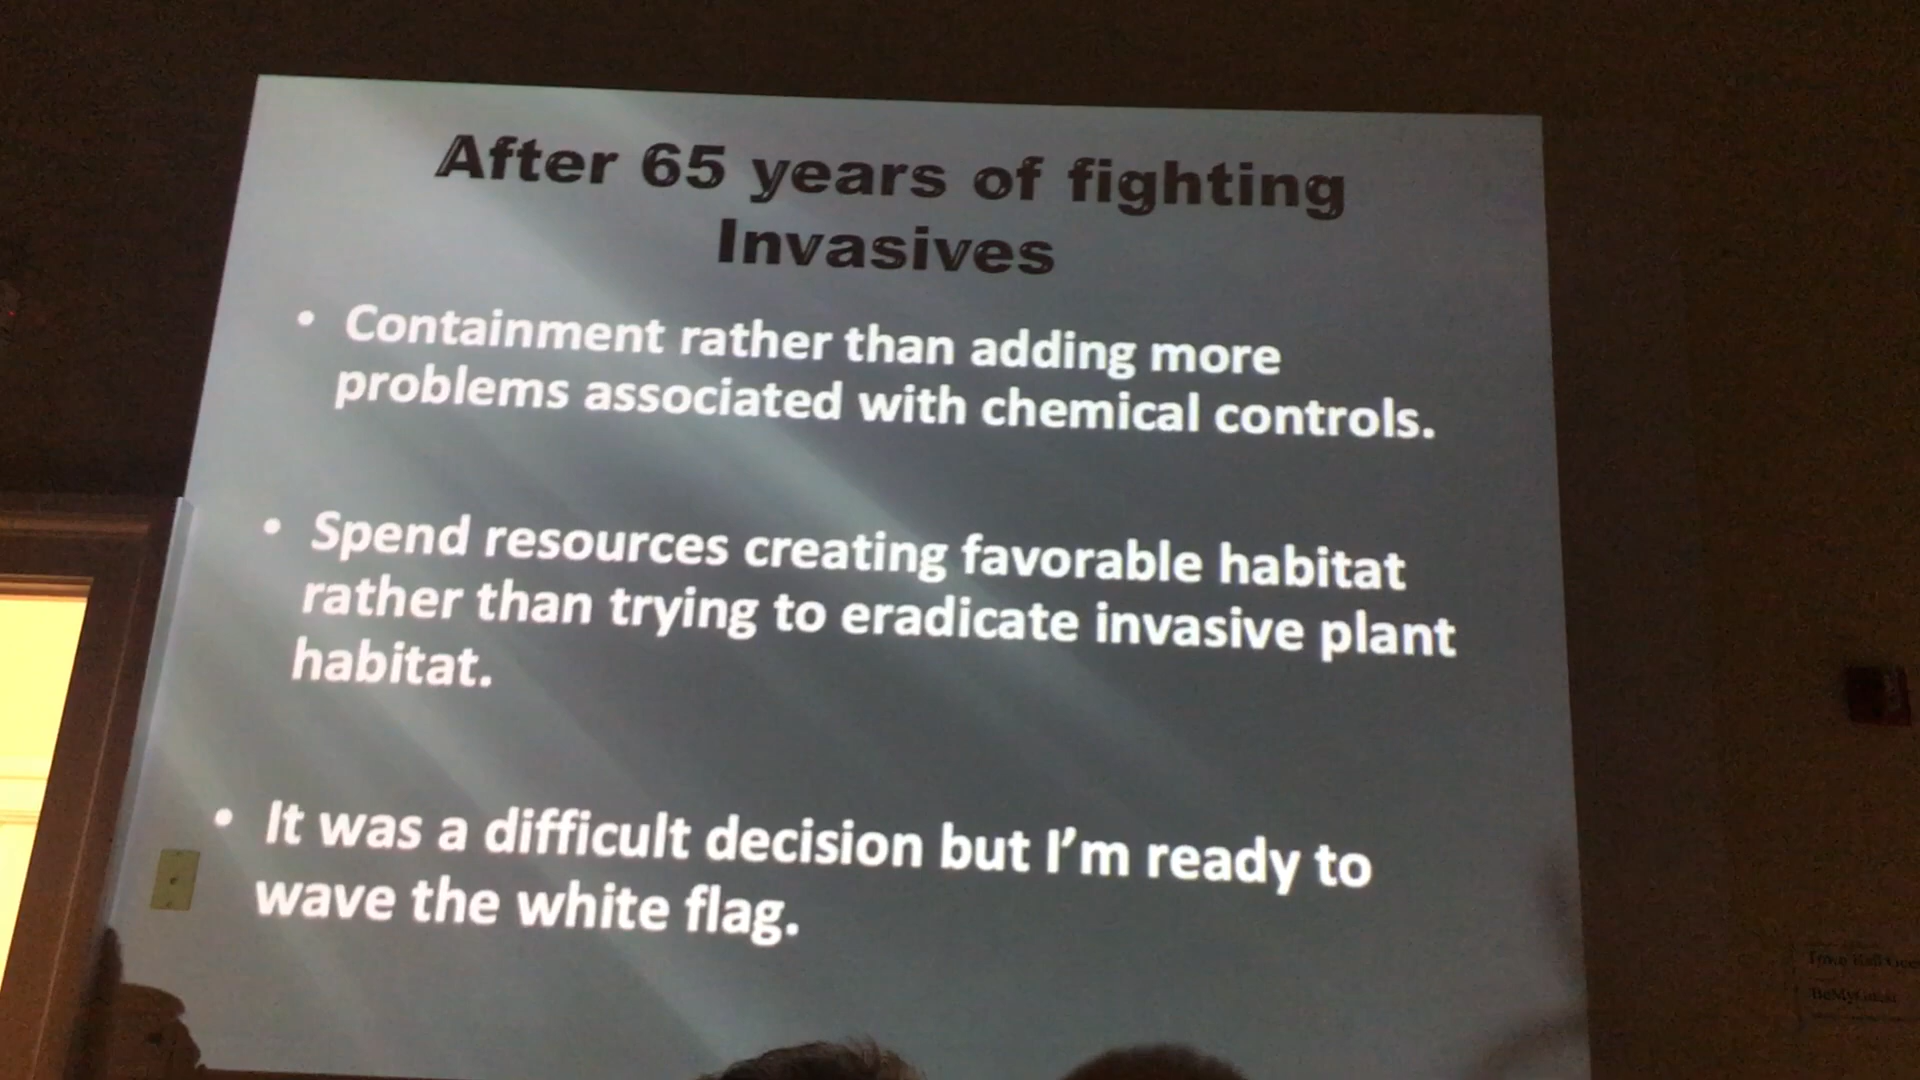 After 65 years of fighting
Invasives
• Containment rather than adding more
problems associated with chemical controls.
• Spend resources creating favorable habitat
rather than trying to eradicate invasive plant
habitat.
• It was a difficult decision but I'm ready to
wave the white flag.